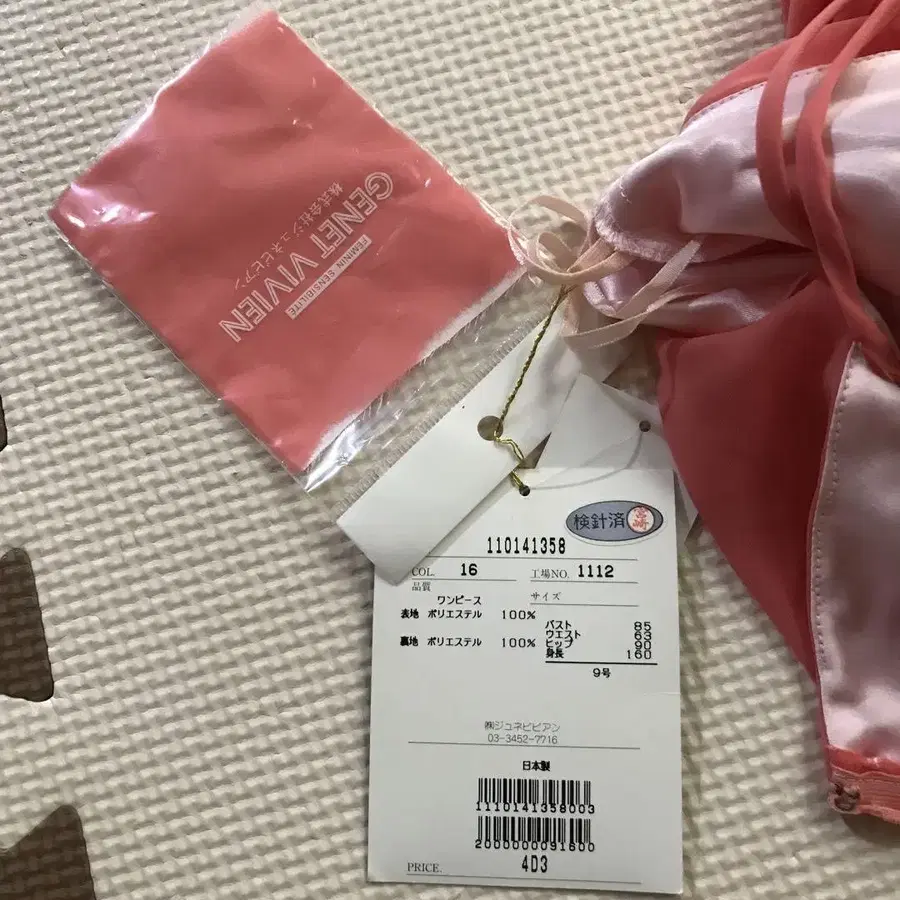 GENET VIVIEN
FEMININ SENSIBILITE
株式会社ジュネビビアン
検針済
宮崎
110141358
COL. 16 工場NO. 1112
品質 サイズ
ワンピース
表地 ポリエステル 100%
裏地 ポリエステル 100%
バスト 85
ウエスト 63
ヒップ 90
身長 160
9号
㈱ジュネビビアン
03-3452-7716
日本製
1110141358003
2000000091600
PRICE. 4D3